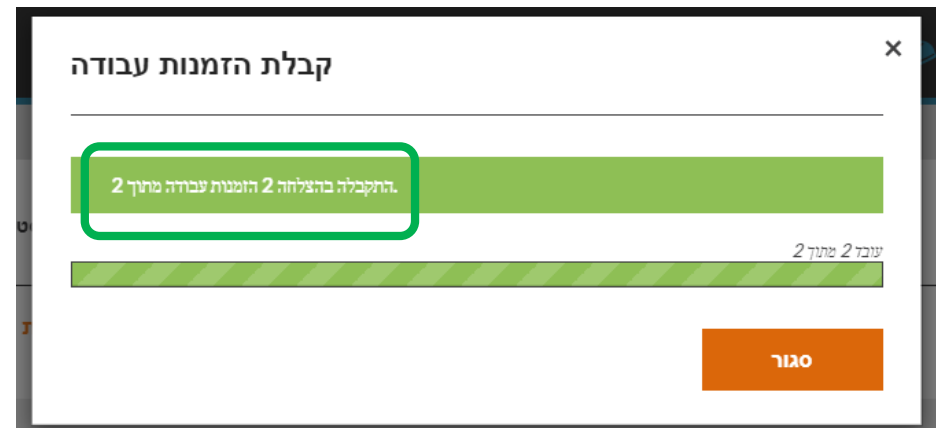 קבלת הזמנות עבודה
×
התקבלה בהצלחה 2 הזמנות עבודה מתוך 2.
עובד 2 מתוך 2
סגור